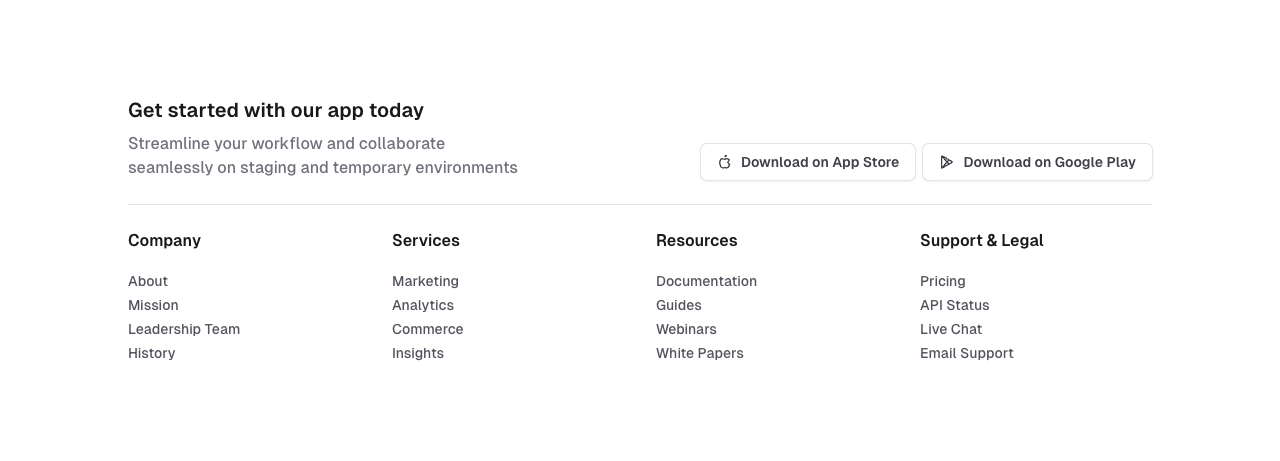 Get started with our app today
Streamline your workflow and collaborate
seamlessly on staging and temporary environments
Download on App Store
Download on Google Play
Company
About
Mission
Leadership Team
History
Services
Marketing
Analytics
Commerce
Insights
Resources
Documentation
Guides
Webinars
White Papers
Support & Legal
Pricing
API Status
Live Chat
Email Support